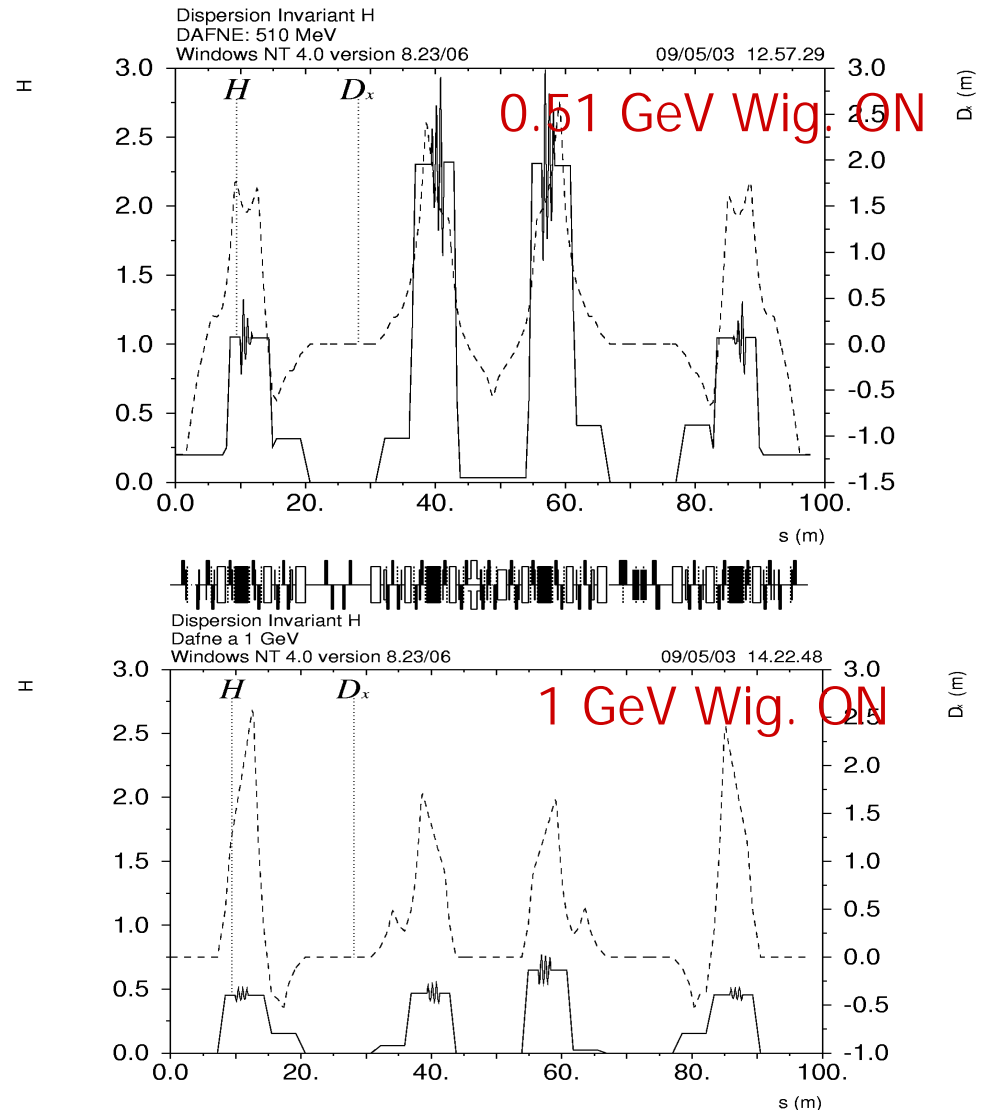 Dispersion Invariant H
DAFNE: 510 MeV
Windows NT 4.0 version 8.23/06 09/05/03 12.57.29
H
3.0 H Dx 3.0
Dx (m)
0.51 GeV Wig. ON
2.5 2.5
2.0 2.0
1.5
1.5 1.0
0.5
1.0 0.0
-0.5
0.5 -1.0
0.0 -1.5
0.0 20. 40. 60. 80. 100.
s (m)
Dispersion Invariant H
Dafne a 1 GeV
Windows NT 4.0 version 8.23/06 09/05/03 14.22.48
H
3.0 H Dx 3.0
Dx (m)
1 GeV Wig. ON
2.5 2.5
2.0 2.0
1.5
1.5 1.0
0.5
1.0 0.0
0.5 -0.5
0.0 -1.0
0.0 20. 40. 60. 80. 100.
s (m)